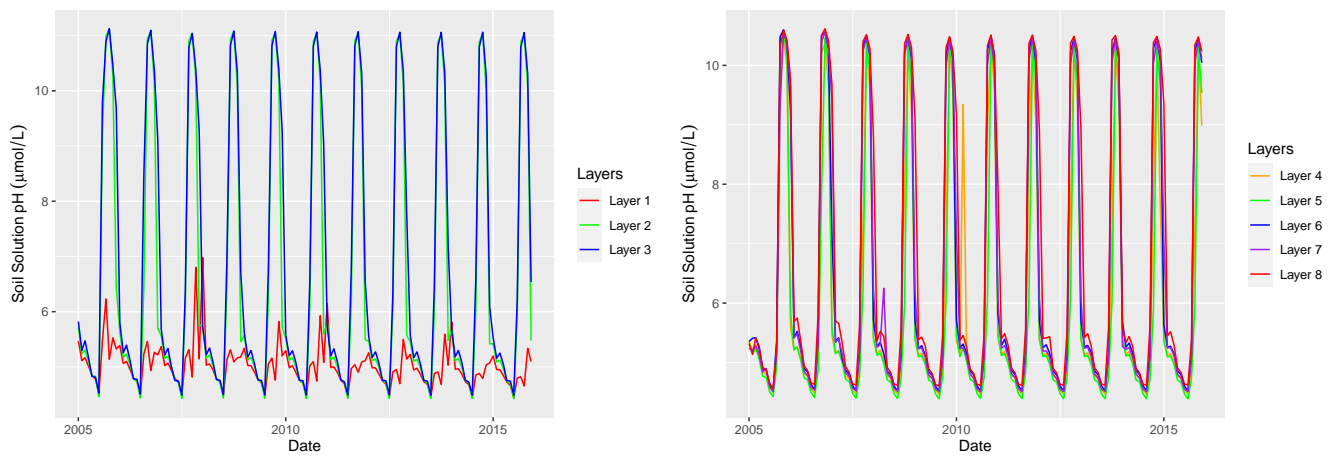 Soil Solution pH (μmol/L)
10
8
6
2005
2010
2015
Date
Layers
Layer 1
Layer 2
Layer 3
Soil Solution pH (μmol/L)
10
8
6
2005
2010
2015
Date
Layers
Layer 4
Layer 5
Layer 6
Layer 7
Layer 8